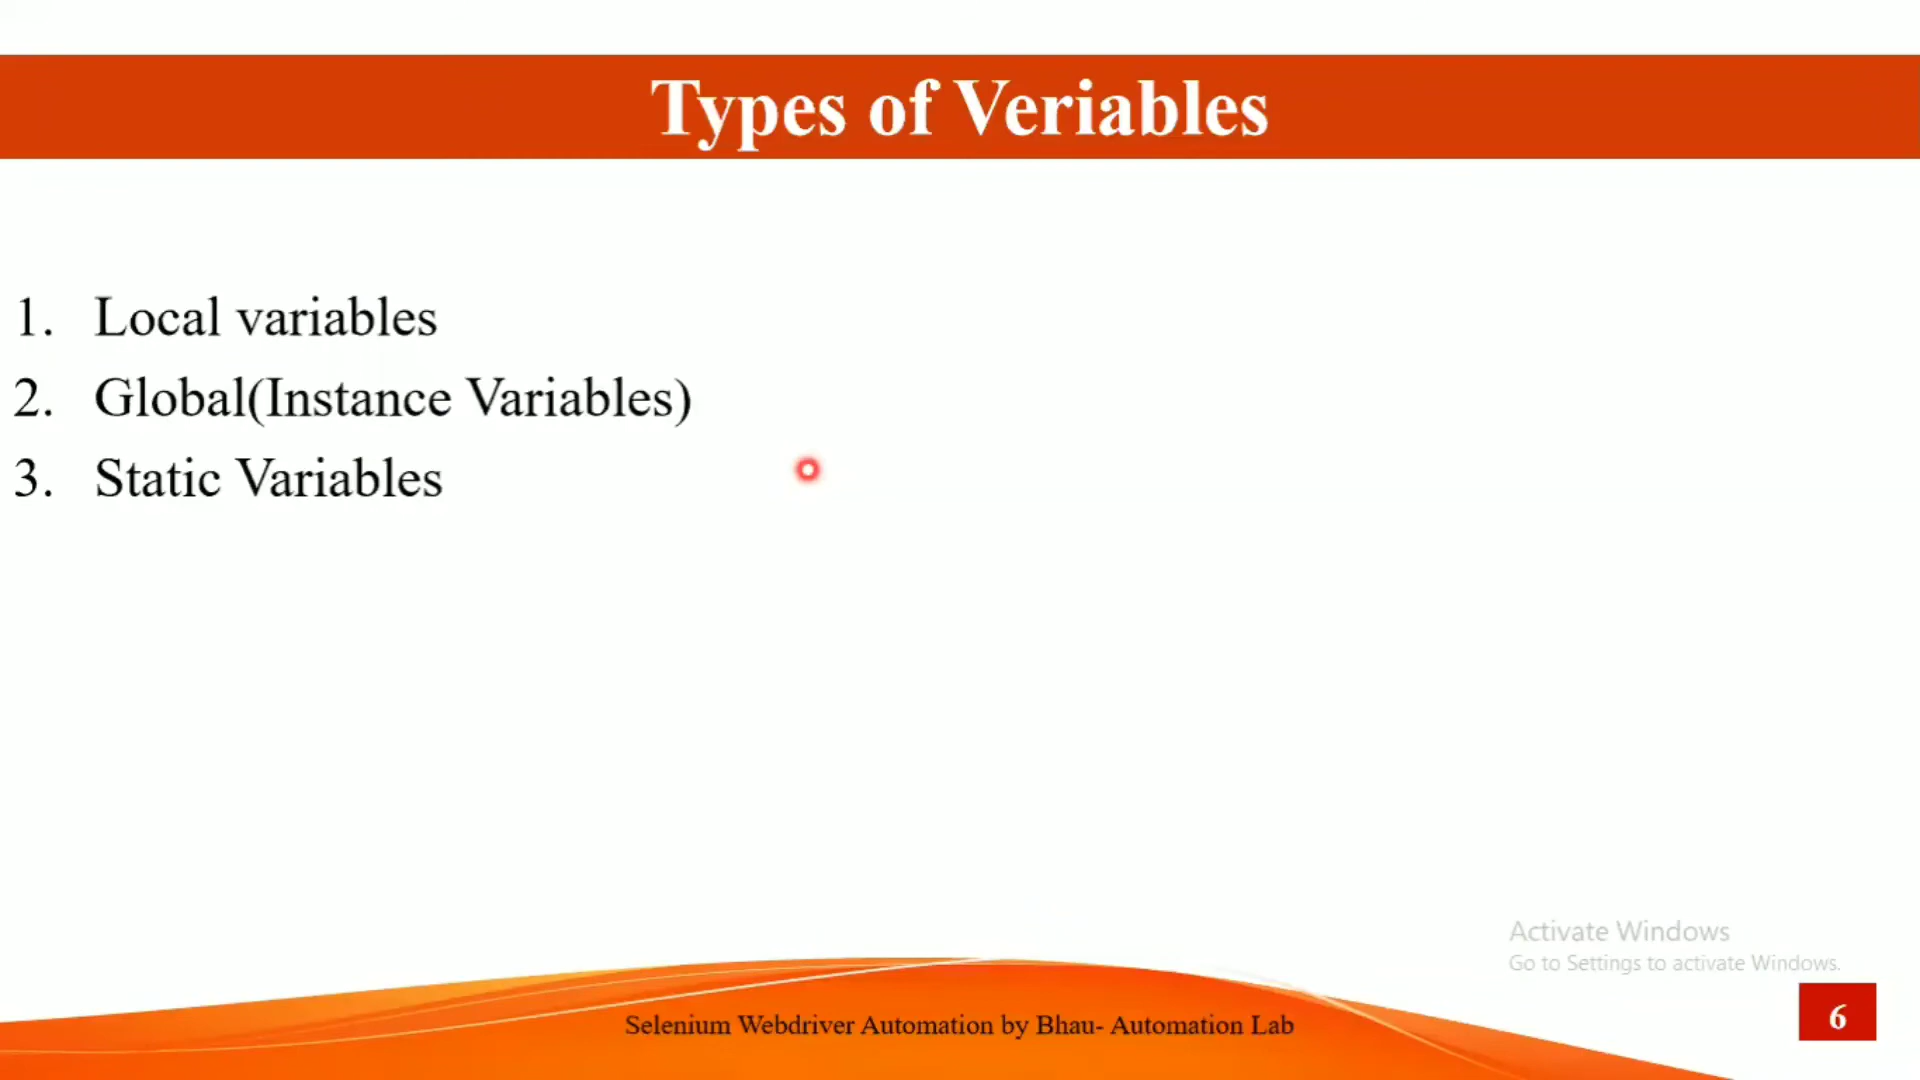 Types of Veriables
1. Local variables
2. Global(Instance Variables)
3. Static Variables
Activate Windows
Go to Settings to activate Windows.
Selenium Webdriver Automation by Bhau- Automation Lab
6